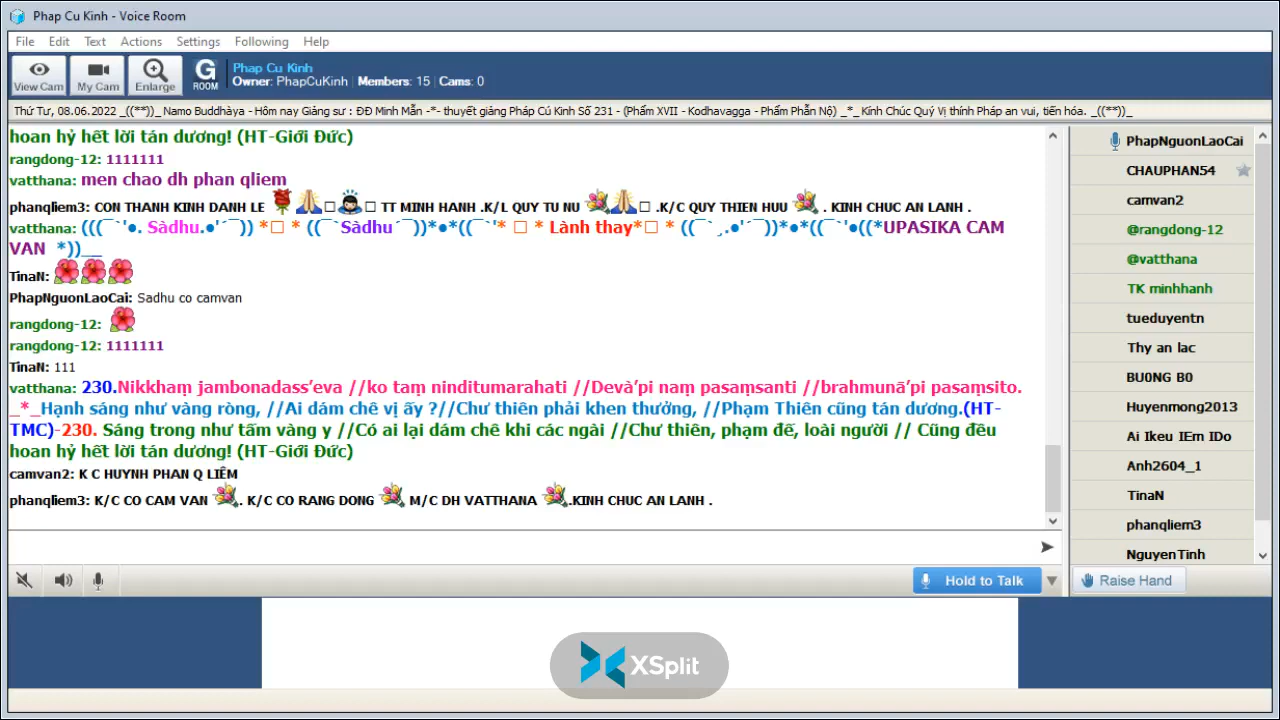 Phap Cu Kinh - Voice Room
File Edit Text Actions Settings Following Help
View Cam My Cam Enlarge G ROOM
Phap Cu Kinh
Owner: PhapCuKinh | Members: 15 | Cams: 0
Thứ Tư, 08.06.2022 _((**))_ Namo Buddhàya - Hôm nay Giảng sư : ĐĐ Minh Mẫn -*- thuyết giảng Pháp Cú Kinh Số 231 - (Phẩm XVII - Kodhavagga - Phẩm Phẫn Nộ) _*_ Kính Chúc Quý Vị thính Pháp an vui, tiến hóa. _((**))_
hoan hỷ hết lời tán dương! (HT-Giới Đức)
rangdong-12: 1111111
vatthana: men chao dh phan qliem
phanqliem3: CON THANH KINH DANH LE □ □ TT MINH HANH .K/L QUY TU NU □ .K/C QUY THIEN HUU . KINH CHUC AN LANH .
vatthana: (((¯`'•. Sàdhu.•'´¯)) *□ * ((¯`Sàdhu´¯))*•*((¯`'* □ * Lành thay*□ * ((¯`¸.•'´¯))*•*((¯`'•((*UPASIKA CAM
VAN *))__
TinaN:
PhapNguonLaoCai: Sadhu co camvan
rangdong-12:
rangdong-12: 1111111
TinaN: 111
vatthana: 230.Nikkhaṃ jambonadass’eva //ko taṃ ninditumarahati //Devà’pi naṃ pasaṃsanti //brahmunā’pi pasaṃsito.
_*_Hạnh sáng như vàng ròng, //Ai dám chê vị ấy ?//Chư thiên phải khen thưởng, //Phạm Thiên cũng tán dương.(HT-
TMC)-230. Sáng trong như tấm vàng y //Có ai lại dám chê khi các ngài //Chư thiên, phạm đế, loài người // Cũng đều
hoan hỷ hết lời tán dương! (HT-Giới Đức)
camvan2: K C HUYNH PHAN Q LIÊM
phanqliem3: K/C CO CAM VAN . K/C CO RANG DONG M/C DH VATTHANA .KINH CHUC AN LANH .
PhapNguonLaoCai
CHAUPHAN54
camvan2
@rangdong-12
@vatthana
TK minhhanh
tueduyentn
Thy an lac
BU0NG B0
Huyenmong2013
Ai Ikeu IEm IDo
Anh2604_1
TinaN
phanqliem3
NguyenTinh
Hold to Talk
Raise Hand
XSplit